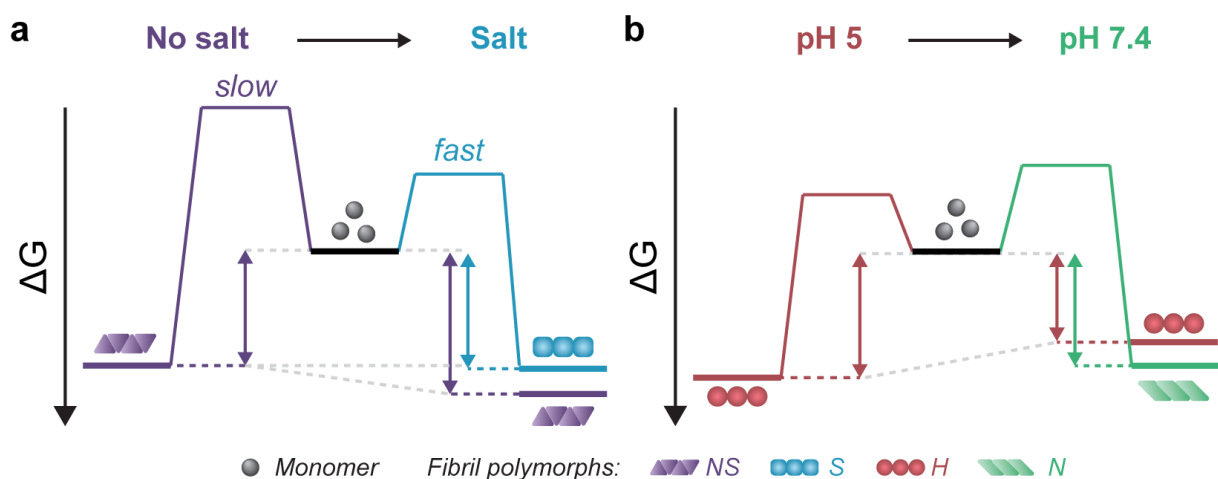 a
No salt
Salt
slow
fast
ΔG
b
pH 5
pH 7.4
ΔG
Monomer
Fibril polymorphs:
NS
S
H
N